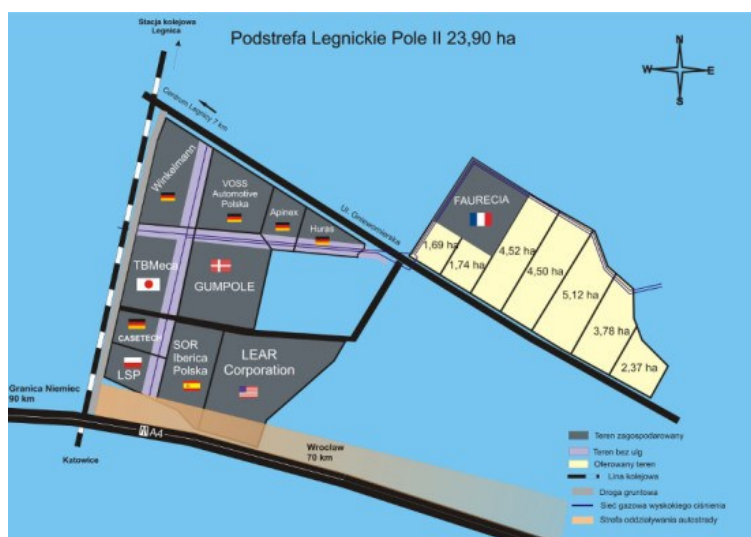 Stacja kolejowa
Legnica
Podstrefa Legnickie Pole II 23,90 ha
N
W
E
S
Centrum Legnicy 7 km
Winkelmann
VOSS
Automotive
Polska
Apinex
Huras
Ul. Gniewomierska
FAURECIA
1,69 ha
1,74 ha
4,52 ha
4,50 ha
5,12 ha
3,78 ha
2,37 ha
TBMeca
GUMPOLE
CASETECH
LSP
SOR
Iberica
Polska
LEAR
Corporation
Granica Niemiec
90 km
A4
Wrocław
70 km
Katowice
Teren zagospodarowany
Teren bez ulg
Oferowany teren
Lina kolejowa
Droga gruntowa
Sieć gazowa wyskokiego ciśnienia
Strefa oddziaływania autostrady